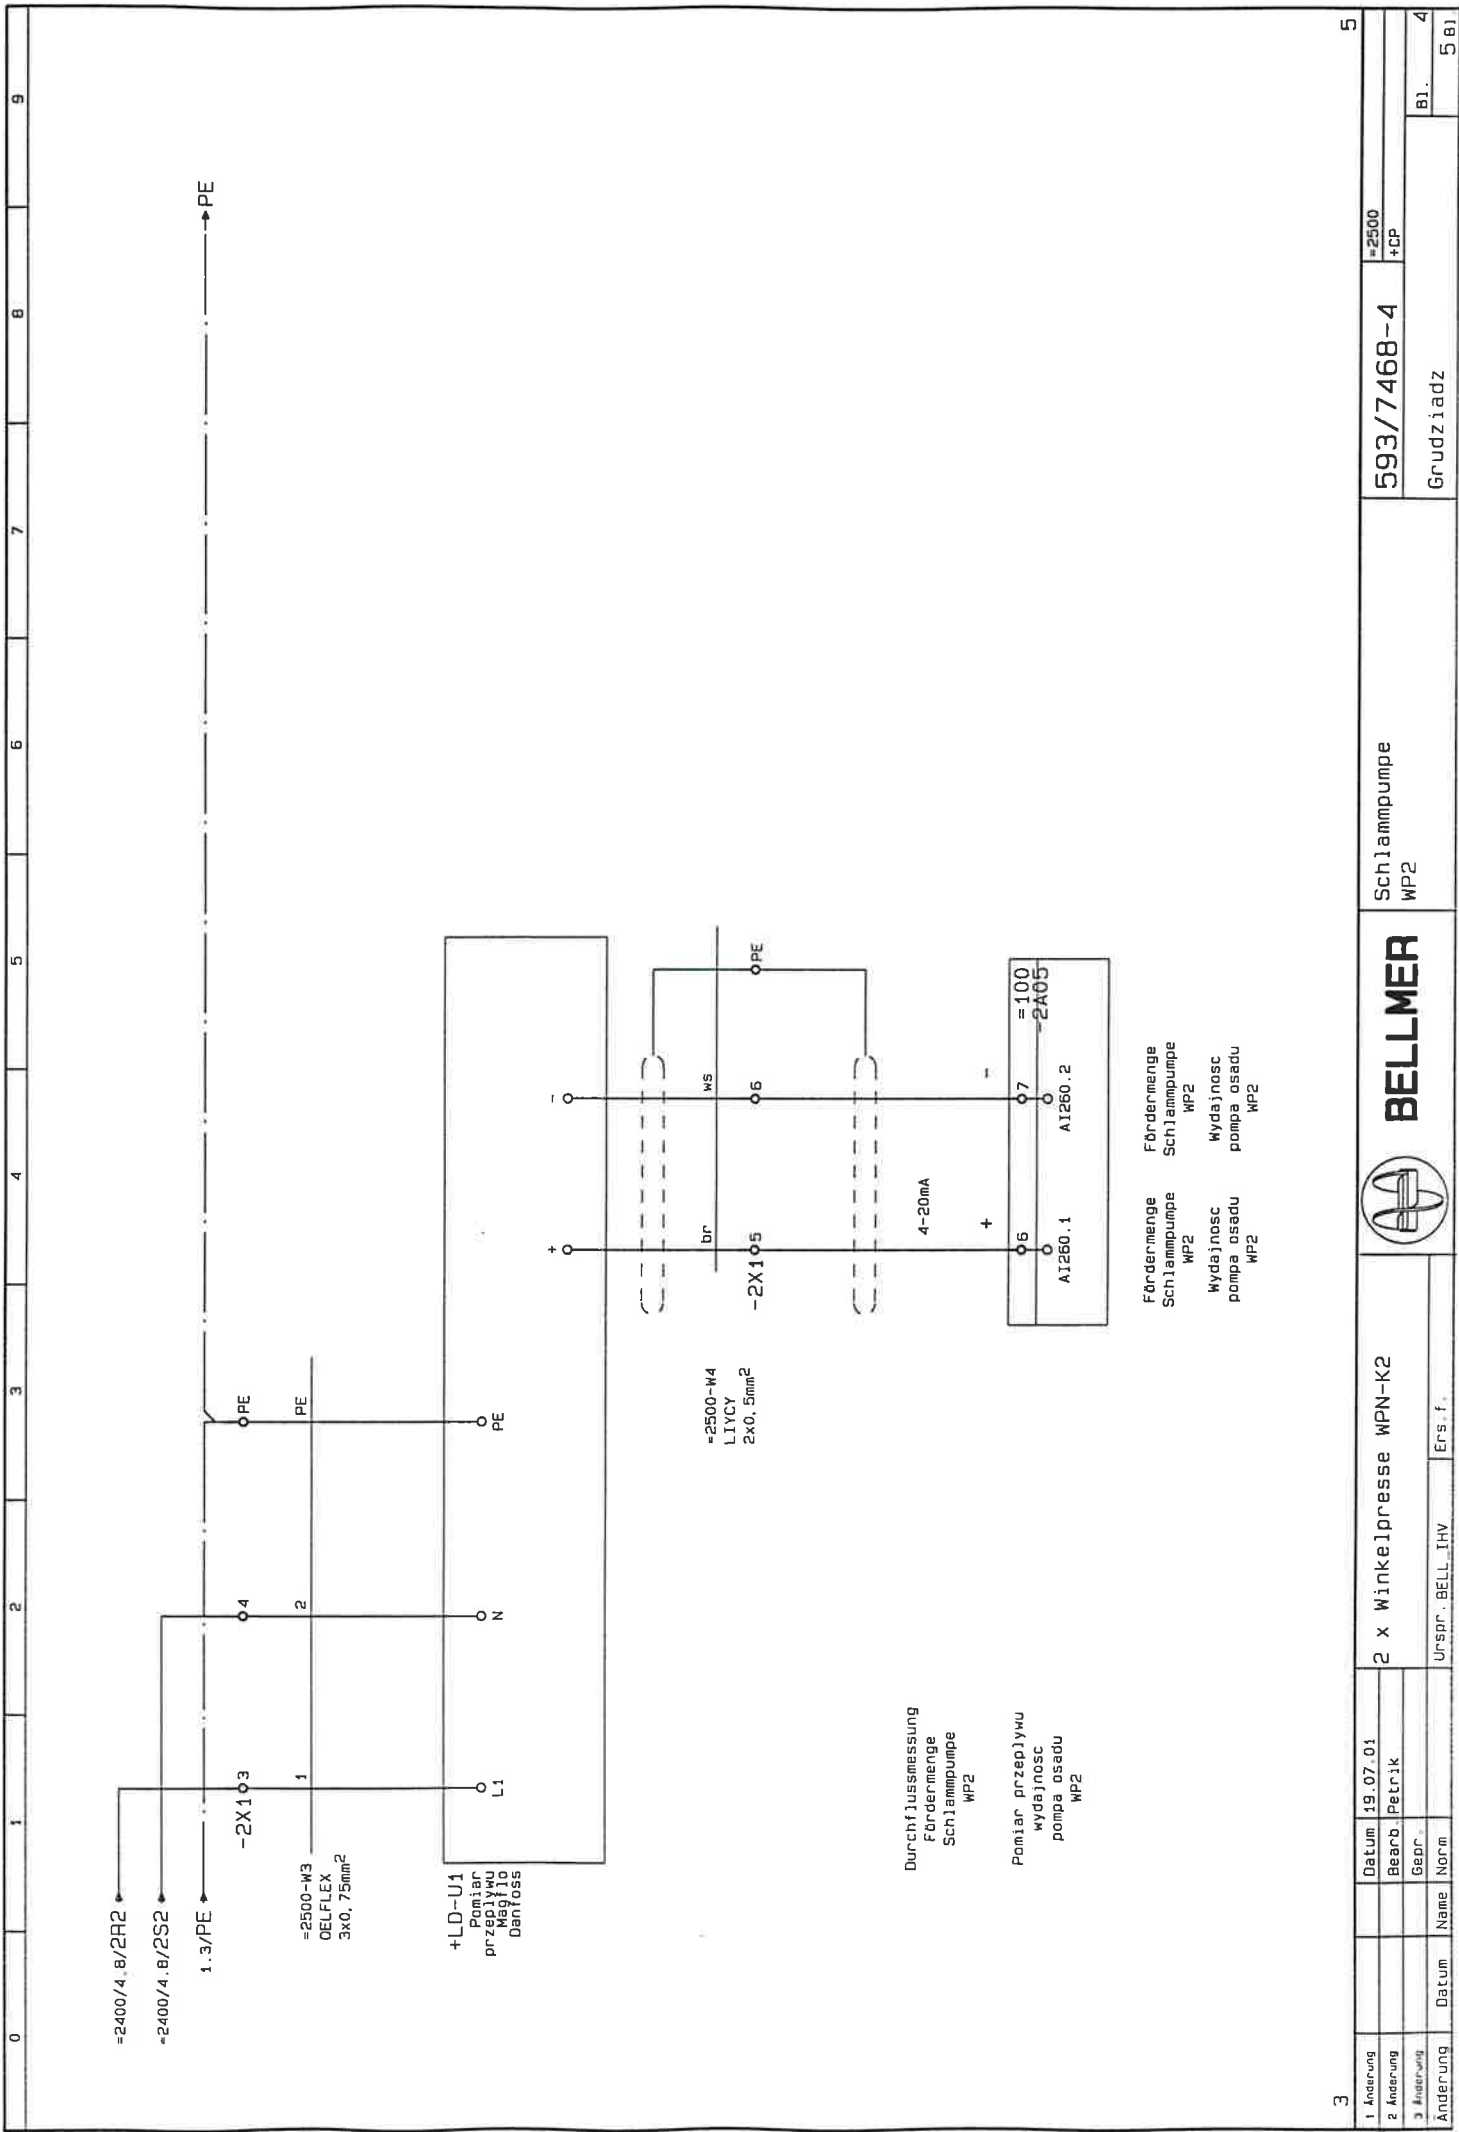 0 1 2 3 4 5 6 7 8 9
=2400/4.8/2R2
=2400/4.8/2S2
1.3/PE
PE
-2X1 3
4
PE
1
2
PE
=2500-W3
OELFLEX
3x0,75mm²
+LD-U1
Pomiar
przeplywu
Magflo
Danfoss
L1
N
PE
+
-
=2500-W4
LIYCY
2x0,5mm²
br
ws
-2X1 5
6
PE
4-20mA
+
-
6
7
=100
-2A05
AI260.1
AI260.2
Durchflussmessung
Fördermenge
Schlammpumpe
WP2
Pomiar przeplywu
wydajnosc
pompa osadu
WP2
Fördermenge
Schlammpumpe
WP2
Wydajnosc
pompa osadu
WP2
Fördermenge
Schlammpumpe
WP2
Wydajnosc
pompa osadu
WP2
3
5
1 Änderung
2 Änderung
3 Änderung
Änderung
Datum
Name
Datum 19.07.01
Bearb. Petrik
Gepr.
Norm
2 x Winkelpresse WPN-K2
Urspr. BELL_IHV
Ers.f.
BELLMER
Schlammpumpe
WP2
593/7468-4
=2500
+CP
Grudziadz
Bl. 4
5 Bl.